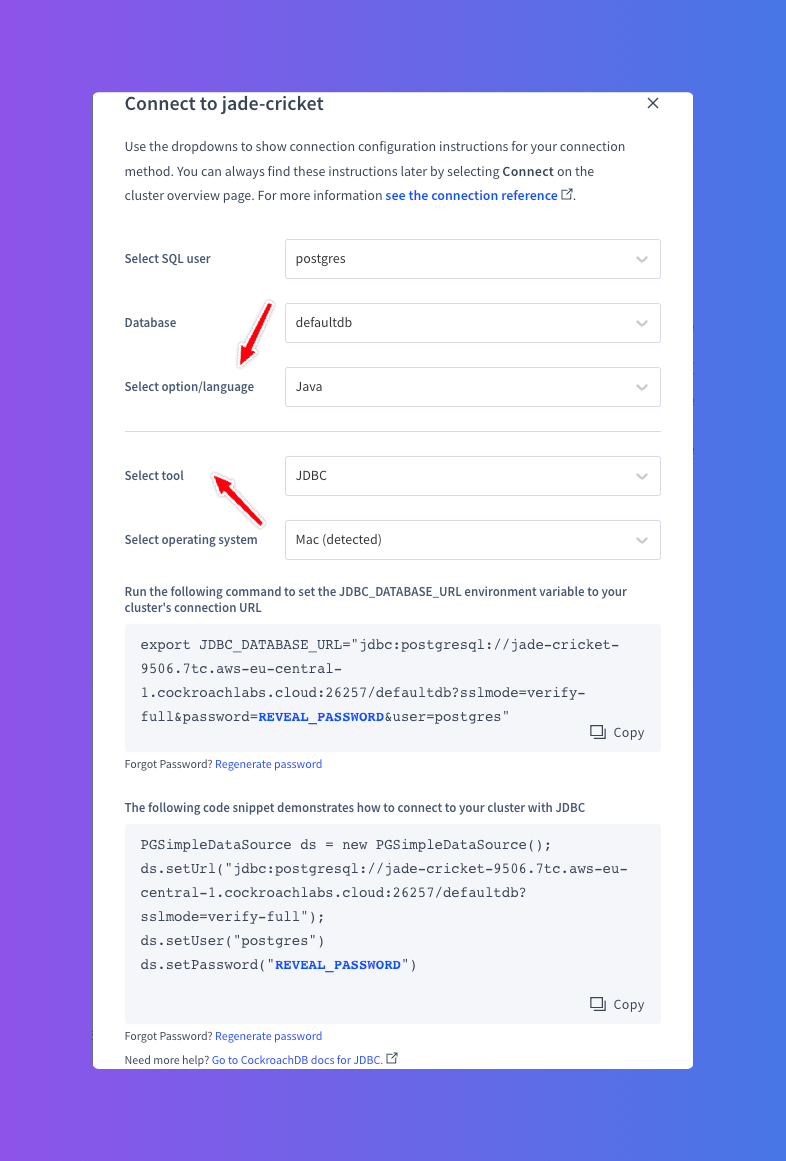 Connect to jade-cricket
Use the dropdowns to show connection configuration instructions for your connection
method. You can always find these instructions later by selecting Connect on the
cluster overview page. For more information see the connection reference.
Select SQL user
postgres
Database
defaultdb
Select option/language
Java
Select tool
JDBC
Select operating system
Mac (detected)
Run the following command to set the JDBC_DATABASE_URL environment variable to your
cluster's connection URL
export JDBC_DATABASE_URL="jdbc:postgresql://jade-cricket-
9506.7tc.aws-eu-central-
1.cockroachlabs.cloud:26257/defaultdb?sslmode=verify-
full&password=REVEAL_PASSWORD&user=postgres"
Copy
Forgot Password? Regenerate password
The following code snippet demonstrates how to connect to your cluster with JDBC
PGSimpleDataSource ds = new PGSimpleDataSource();
ds.setUrl("jdbc:postgresql://jade-cricket-9506.7tc.aws-eu-
central-1.cockroachlabs.cloud:26257/defaultdb?
sslmode=verify-full");
ds.setUser("postgres")
ds.setPassword("REVEAL_PASSWORD")
Copy
Forgot Password? Regenerate password
Need more help? Go to CockroachDB docs for JDBC.